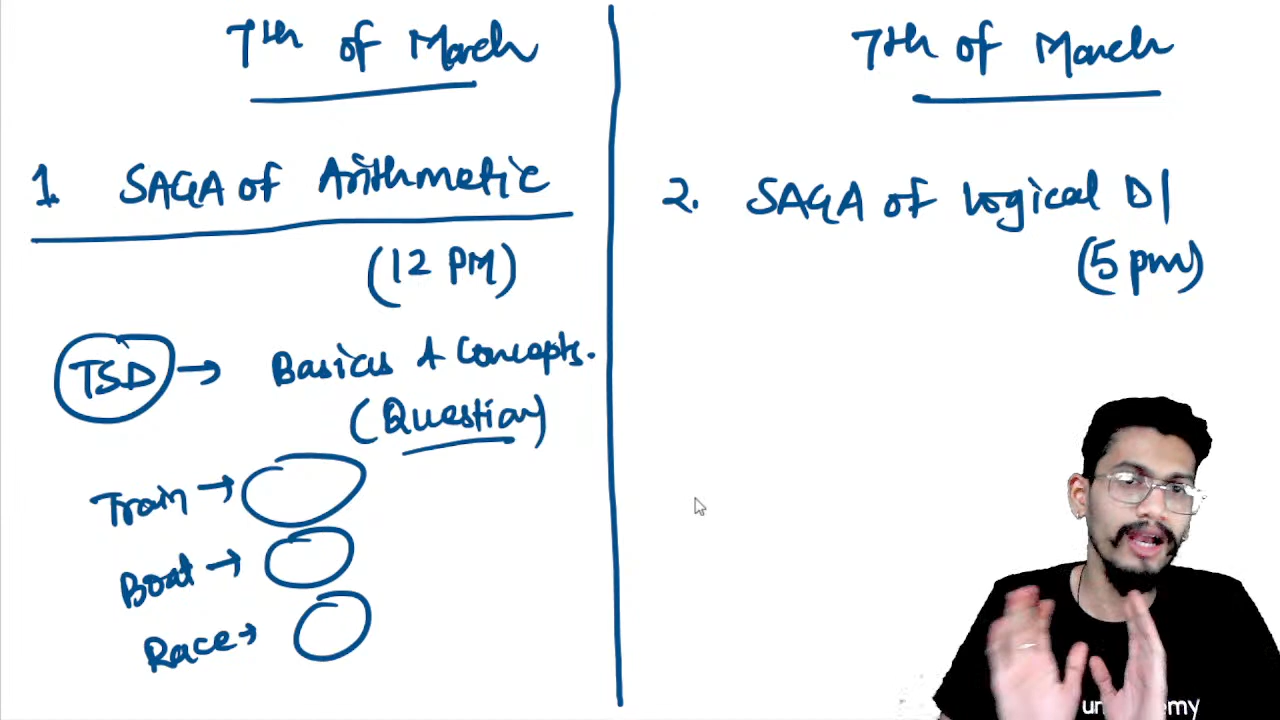 7th of March
1. SAGA of Arithmetic
(12 PM)
TSD → Basics & Concepts.
(Question)
Train →
Boat →
Race →
7th of March
2. SAGA of Logical DI
(5 pm)